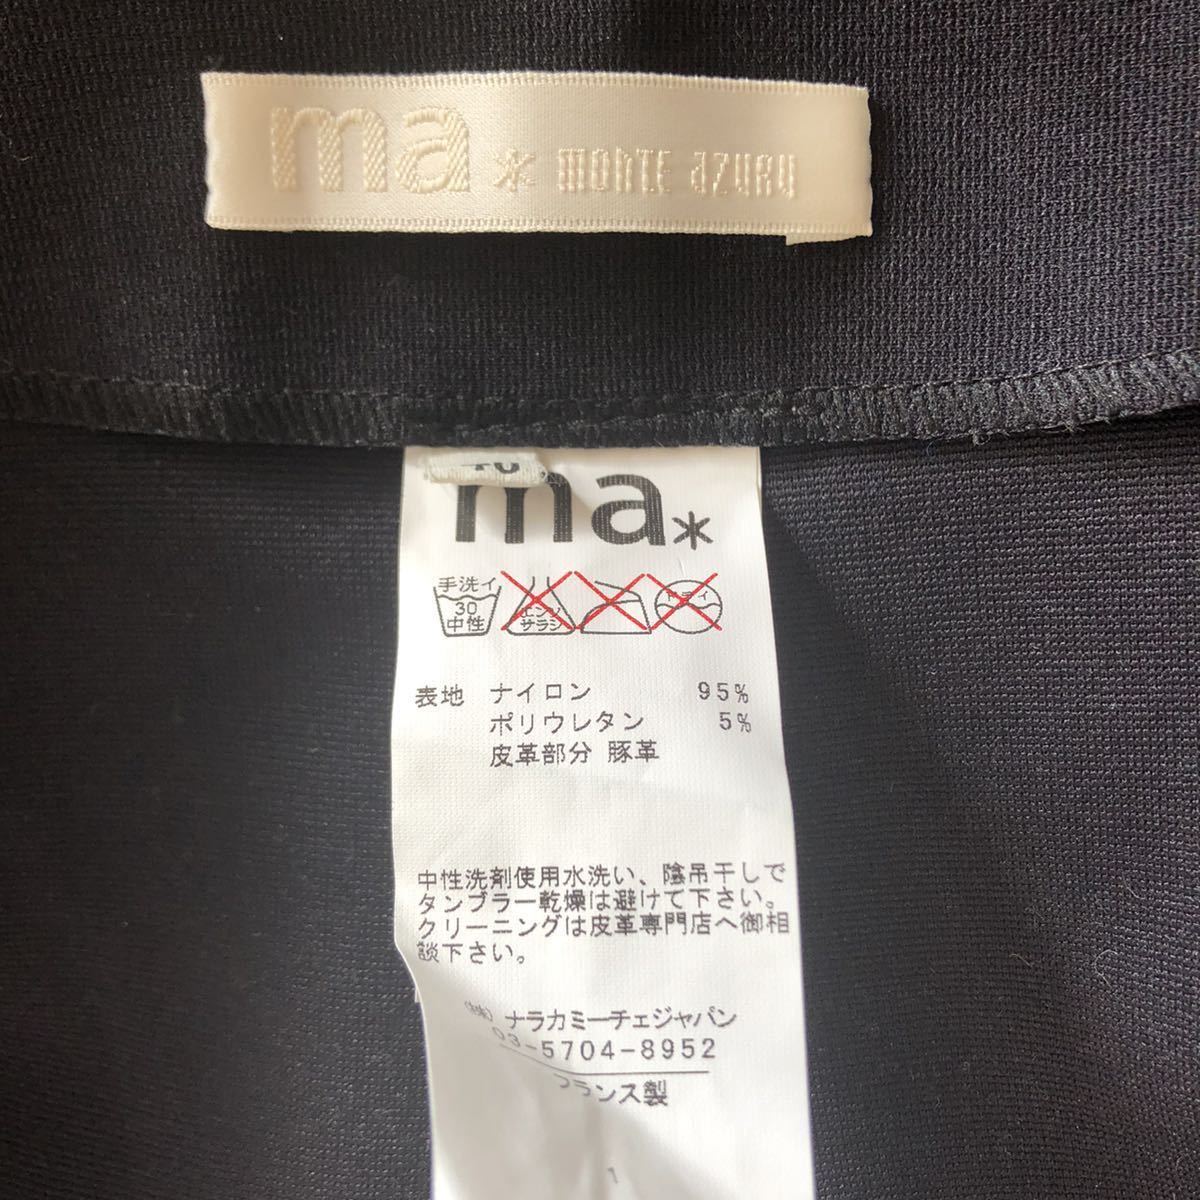 ma * monte azuru
ma*
手洗イ
30
中性
エンソ
サラシ
表地 ナイロン 95%
ポリウレタン 5%
皮革部分 豚革
中性洗剤使用水洗い、陰吊干しで
タンブラー乾燥は避けて下さい。
クリーニングは皮革専門店へ御相
談下さい。
(株) ナラカミーチェジャパン
03-5704-8952
フランス製
1